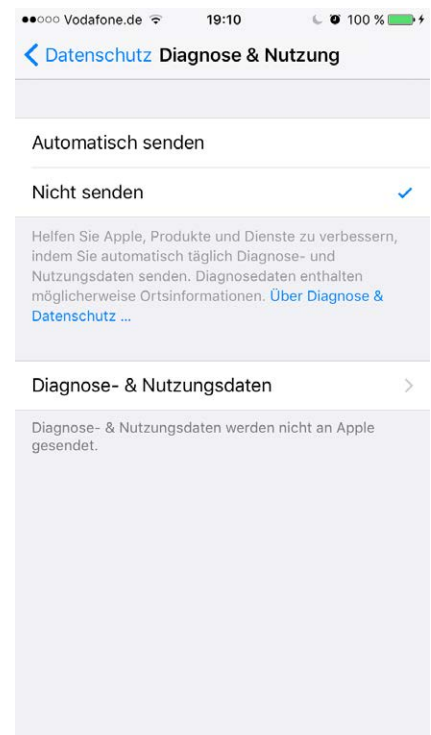 Vodafone.de 19:10 100 %
Datenschutz Diagnose & Nutzung
Automatisch senden
Nicht senden
Helfen Sie Apple, Produkte und Dienste zu verbessern,
indem Sie automatisch täglich Diagnose- und
Nutzungsdaten senden. Diagnosedaten enthalten
möglicherweise Ortsinformationen. Über Diagnose &
Datenschutz ...
Diagnose- & Nutzungsdaten
Diagnose- & Nutzungsdaten werden nicht an Apple
gesendet.